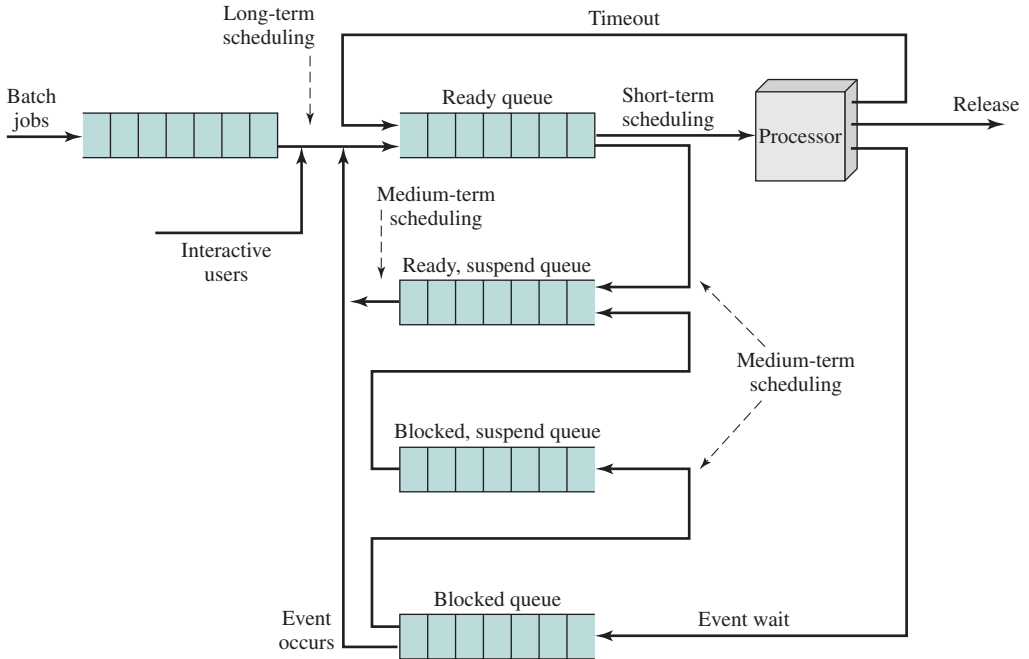 Timeout
Long-term
scheduling
Batch
jobs
Ready queue
Short-term
scheduling
Processor
Release
Medium-term
scheduling
Interactive
users
Ready, suspend queue
Medium-term
scheduling
Blocked, suspend queue
Blocked queue
Event
occurs
Event wait